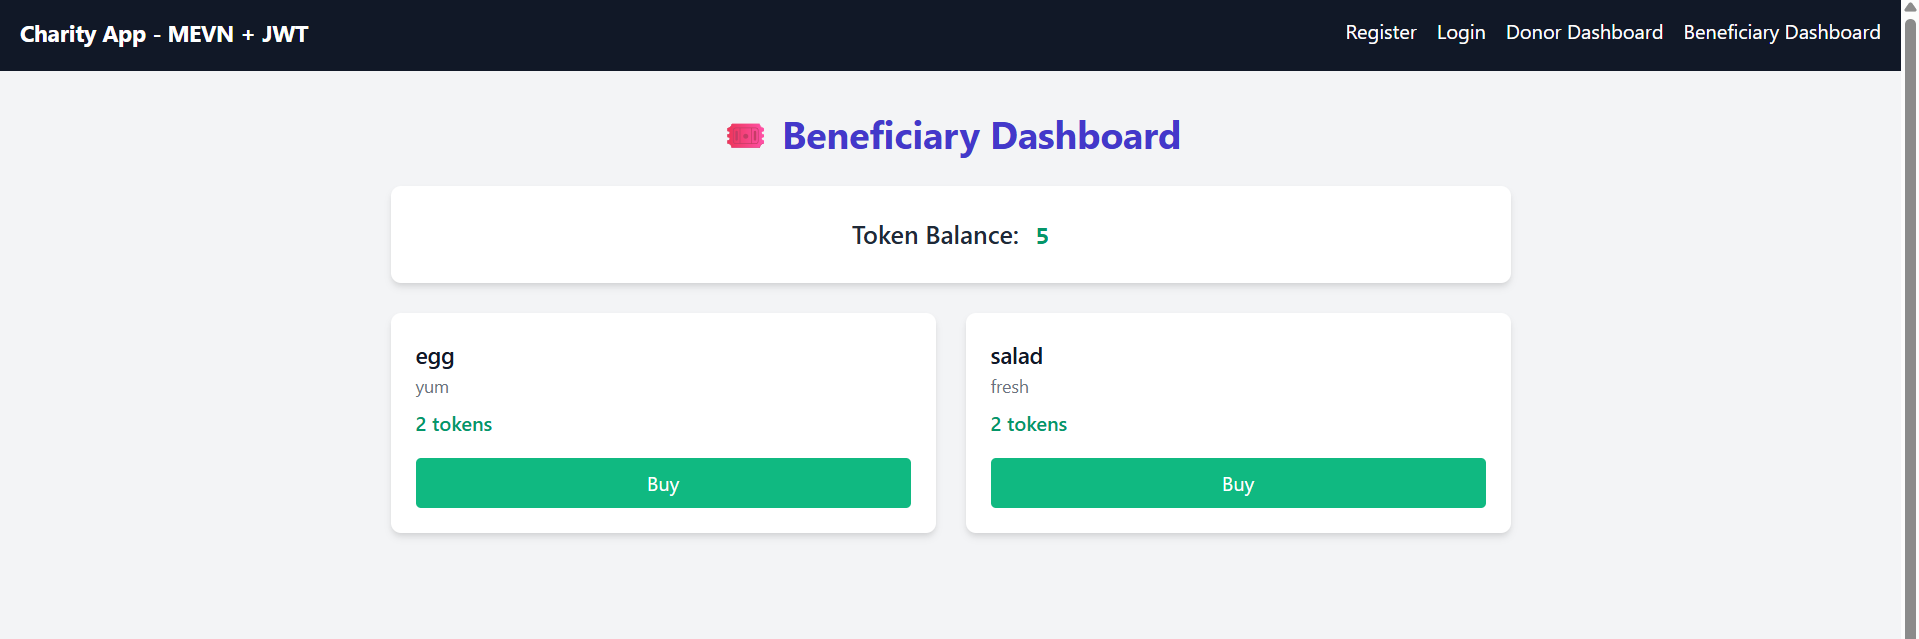 Charity App - MEVN + JWT
Register Login Donor Dashboard Beneficiary Dashboard
Beneficiary Dashboard
Token Balance: 5
egg
yum
2 tokens
Buy
salad
fresh
2 tokens
Buy